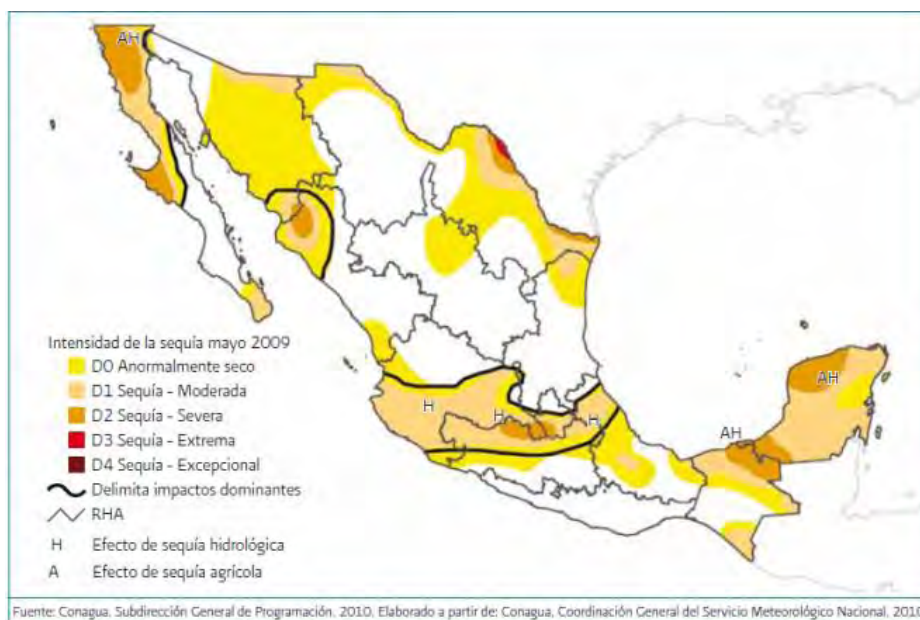 AH
Intensidad de la sequía mayo 2009
D0 Anormalmente seco
D1 Sequía - Moderada
D2 Sequía - Severa
D3 Sequía - Extrema
D4 Sequía - Excepcional
Delimita impactos dominantes
RHA
H Efecto de sequía hidrológica
A Efecto de sequía agrícola
H
H
H
AH
AH
Fuente: Conagua. Subdirección General de Programación. 2010. Elaborado a partir de: Conagua, Coordinación General del Servicio Meteorológico Nacional. 2010